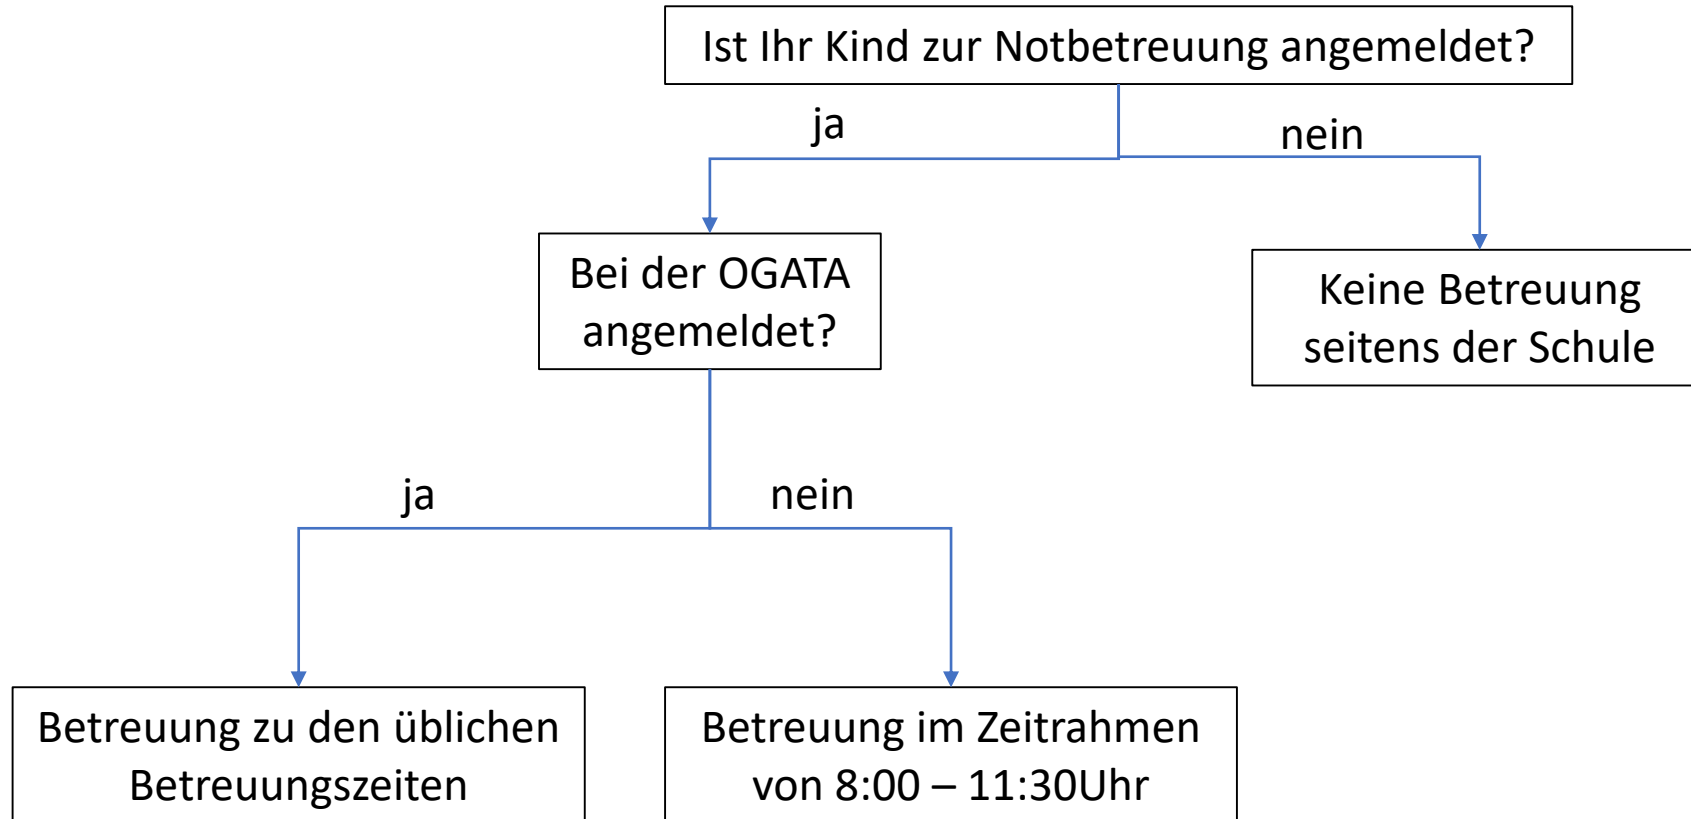 Ist Ihr Kind zur Notbetreuung angemeldet?
ja
nein
Bei der OGATA
angemeldet?
Keine Betreuung
seitens der Schule
ja
nein
Betreuung zu den üblichen
Betreuungszeiten
Betreuung im Zeitrahmen
von 8:00 – 11:30Uhr